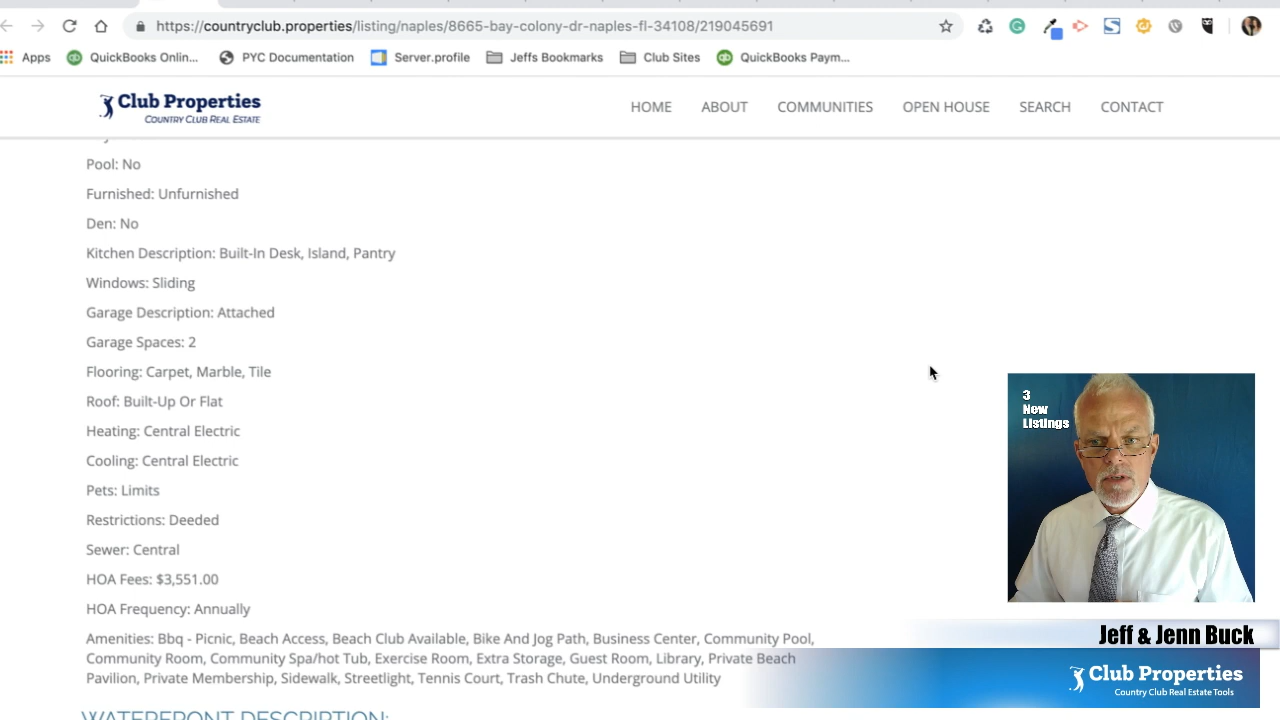 https://countryclub.properties/listing/naples/8665-bay-colony-dr-naples-fl-34108/219045691
Apps QuickBooks Onlin... PYC Documentation Server.profile Jeffs Bookmarks Club Sites QuickBooks Paym...
Club Properties
COUNTRY CLUB REAL ESTATE
HOME ABOUT COMMUNITIES OPEN HOUSE SEARCH CONTACT
Pool: No
Furnished: Unfurnished
Den: No
Kitchen Description: Built-In Desk, Island, Pantry
Windows: Sliding
Garage Description: Attached
Garage Spaces: 2
Flooring: Carpet, Marble, Tile
Roof: Built-Up Or Flat
Heating: Central Electric
Cooling: Central Electric
Pets: Limits
Restrictions: Deeded
Sewer: Central
HOA Fees: $3,551.00
HOA Frequency: Annually
Amenities: Bbq - Picnic, Beach Access, Beach Club Available, Bike And Jog Path, Business Center, Community Pool,
Community Room, Community Spa/hot Tub, Exercise Room, Extra Storage, Guest Room, Library, Private Beach
Pavilion, Private Membership, Sidewalk, Streetlight, Tennis Court, Trash Chute, Underground Utility
WATERFRONT DESCRIPTION:
3
New
Listings
Jeff & Jenn Buck
Club Properties
Country Club Real Estate Tools